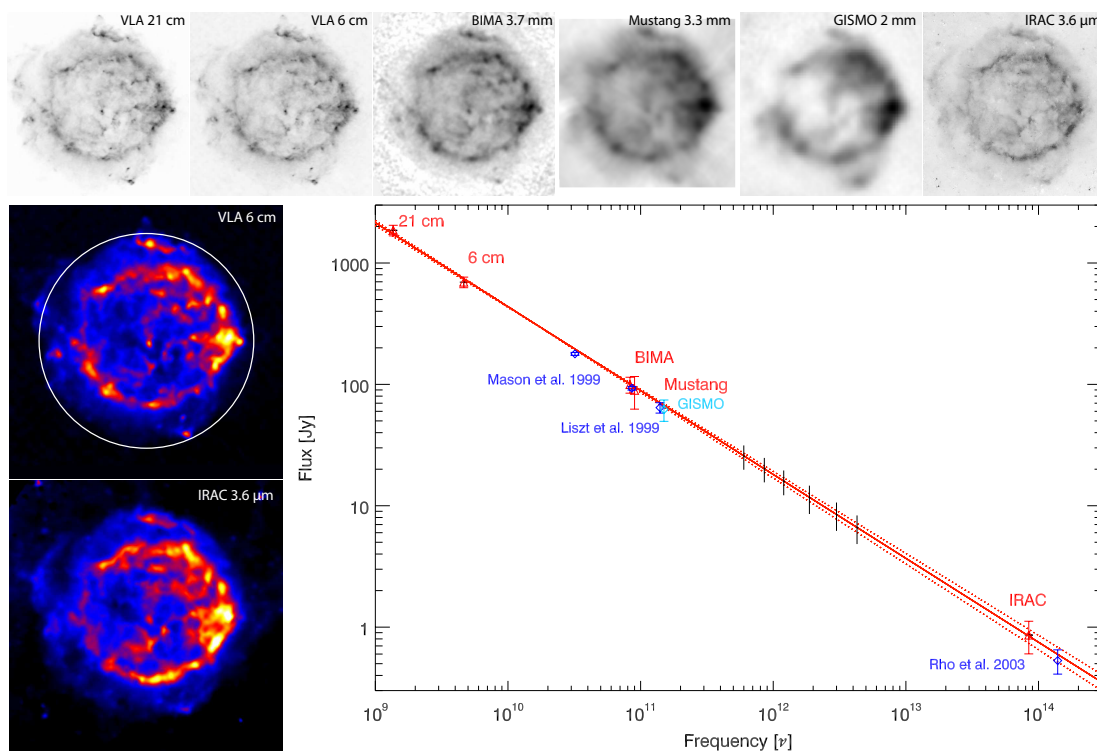 VLA 21 cm
VLA 6 cm
BIMA 3.7 mm
Mustang 3.3 mm
GISMO 2 mm
IRAC 3.6 μm
VLA 6 cm
IRAC 3.6 μm
21 cm
6 cm
BIMA
Mason et al. 1999
Mustang
GISMO
Liszt et al. 1999
IRAC
Rho et al. 2003
Flux [Jy]
1000
100
10
1
10⁹
10¹⁰
10¹¹
10¹²
10¹³
10¹⁴
Frequency [ν]